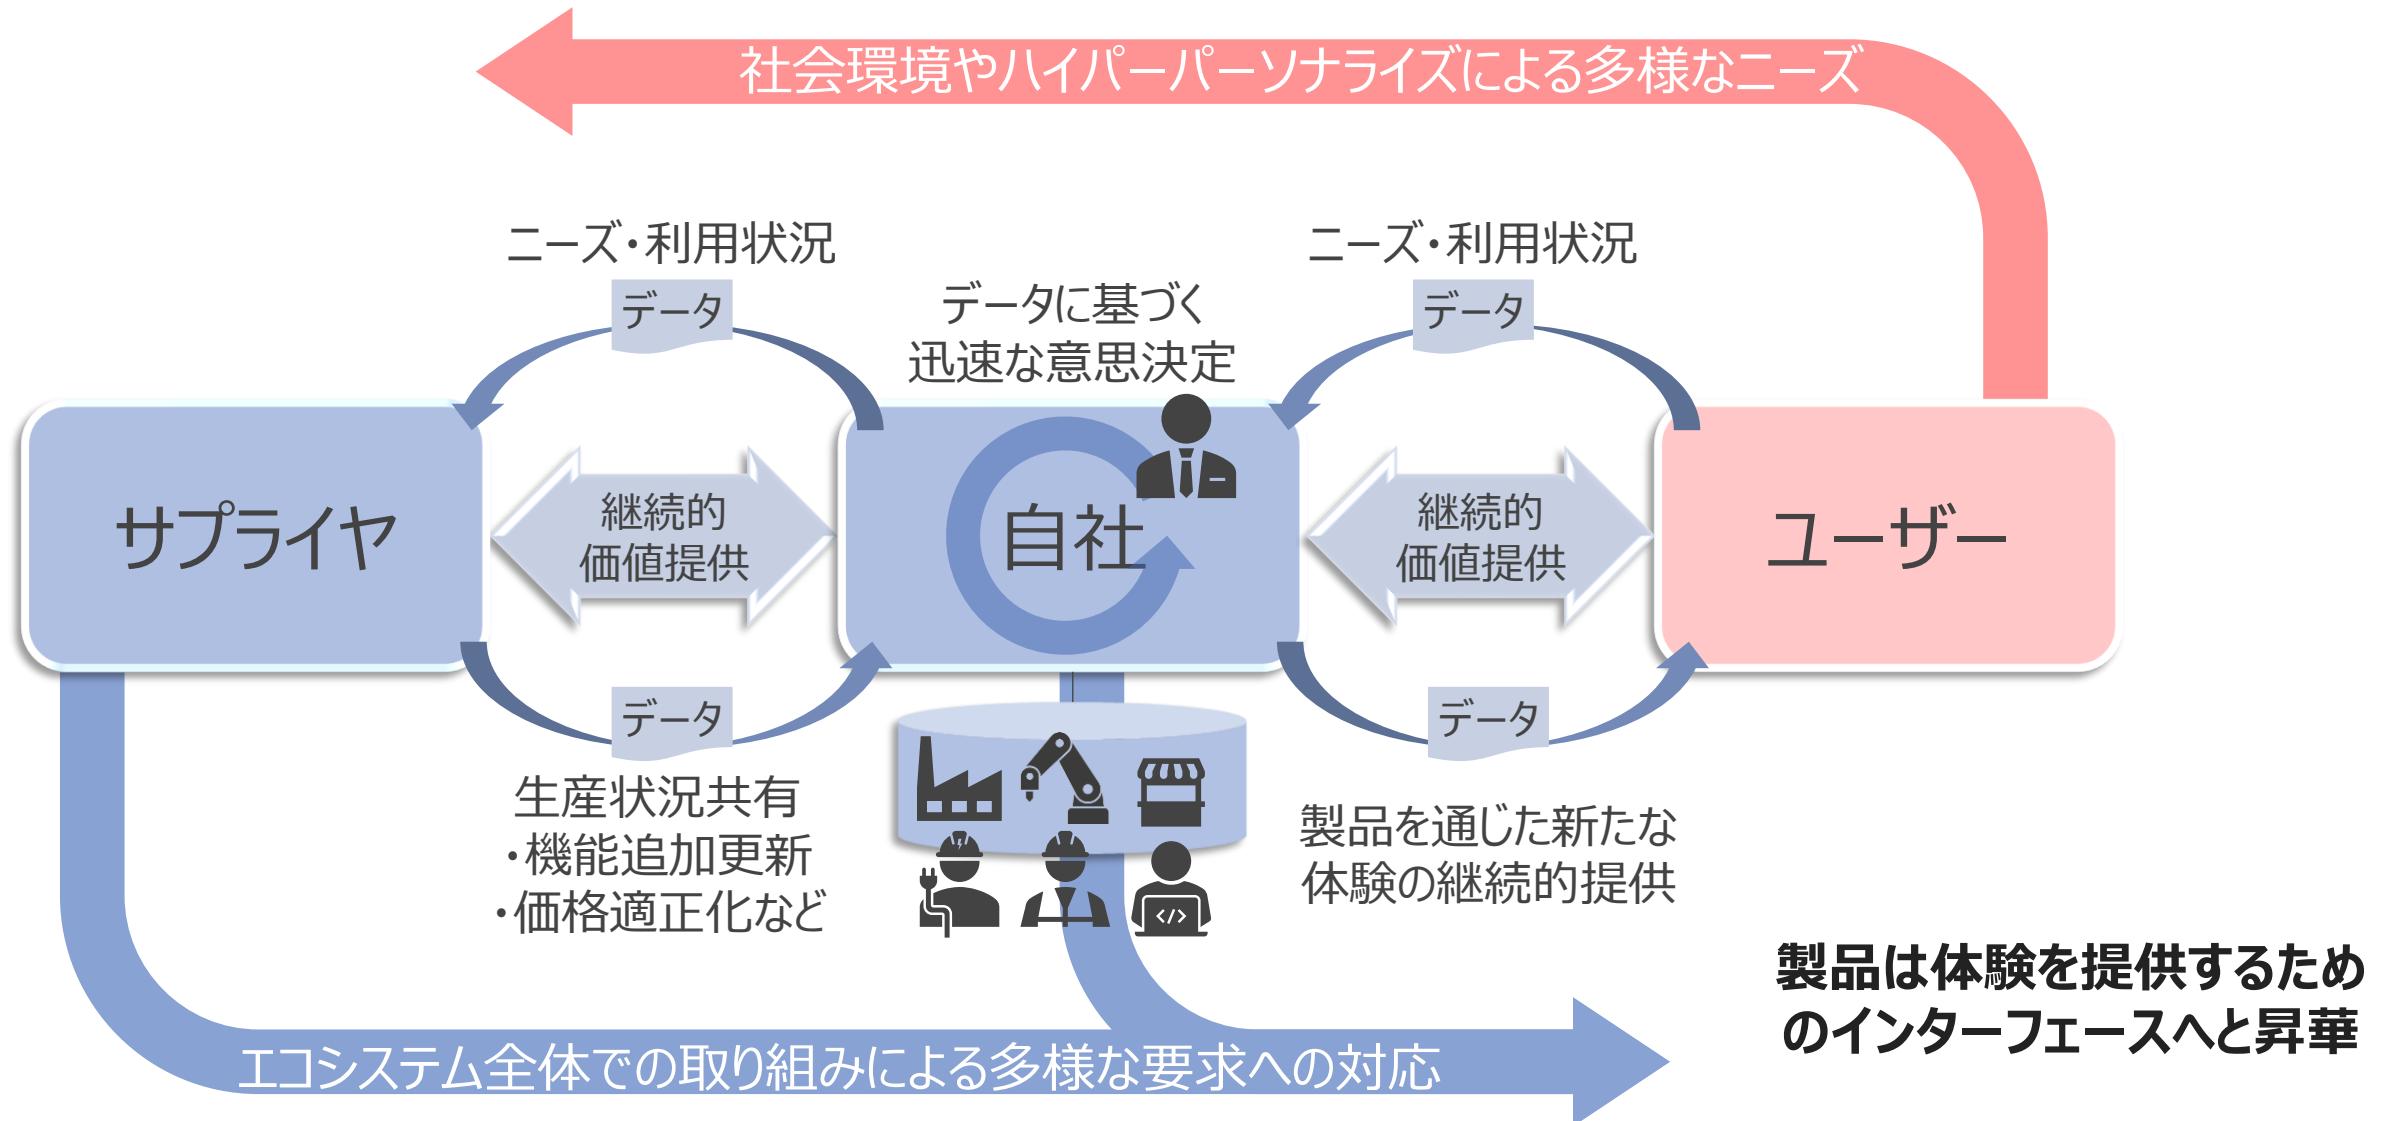 社会環境やハイパーパーソナライズによる多様なニーズ
ニーズ・利用状況
データ
データに基づく
迅速な意思決定
ニーズ・利用状況
データ
サプライヤ
継続的
価値提供
自社
継続的
価値提供
ユーザー
データ
生産状況共有
・機能追加更新
・価格適正化など
データ
製品を通じた新たな
体験の継続的提供
製品は体験を提供するため
のインターフェースへと昇華
エコシステム全体での取り組みによる多様な要求への対応